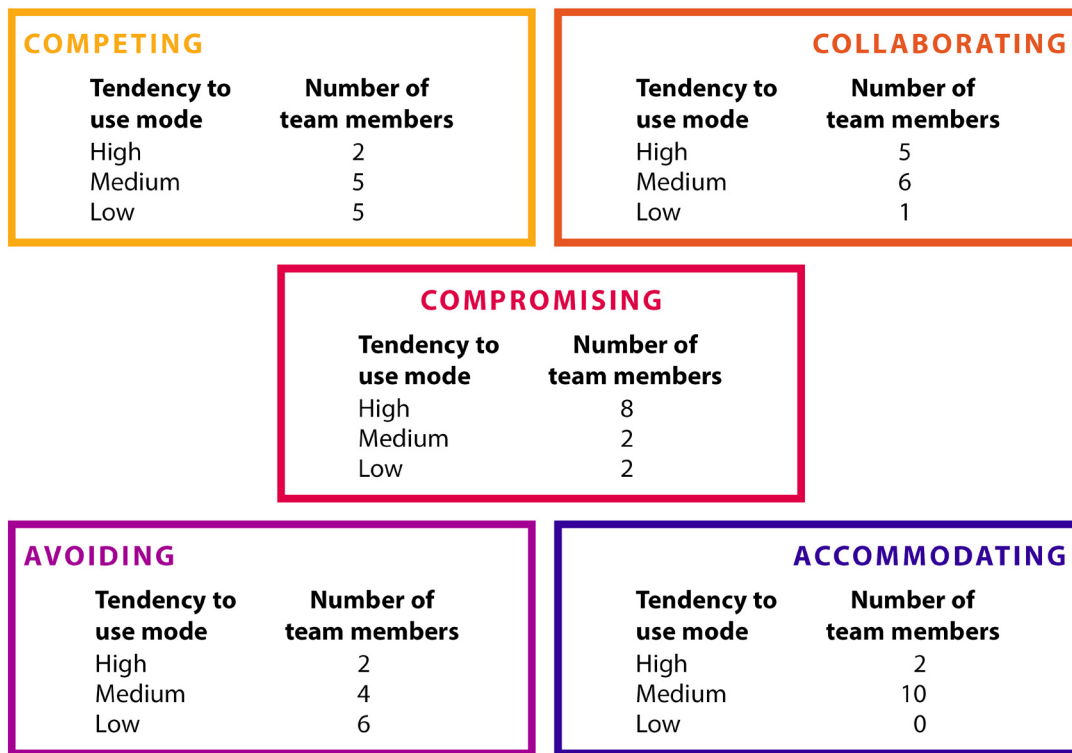 COMPETING
Tendency to use mode Number of team members
High 2
Medium 5
Low 5
COLLABORATING
Tendency to use mode Number of team members
High 5
Medium 6
Low 1
COMPROMISING
Tendency to use mode Number of team members
High 8
Medium 2
Low 2
AVOIDING
Tendency to use mode Number of team members
High 2
Medium 4
Low 6
ACCOMMODATING
Tendency to use mode Number of team members
High 2
Medium 10
Low 0